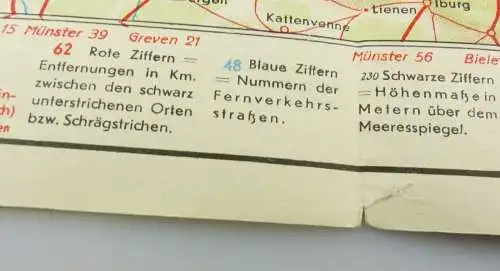 Kattenvenne
Lienen
Iburg
15 Münster 39 Greven 21
Münster 56
62 Rote Ziffern =
Entfernungen in Km.
zwischen den schwarz
unterstrichenen Orten
bzw. Schrägstrichen.
48 Blaue Ziffern
= Nummern der
Fernverkehrs-
straßen.
230 Schwarze Ziffern
= Höhenmaße in
Metern über dem
Meeresspiegel.